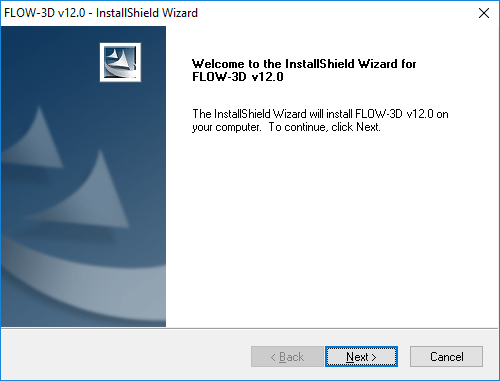 FLOW-3D v12.0 - InstallShield Wizard
Welcome to the InstallShield Wizard for
FLOW-3D v12.0
The InstallShield Wizard will install FLOW-3D v12.0 on
your computer.  To continue, click Next.
< Back Next > Cancel